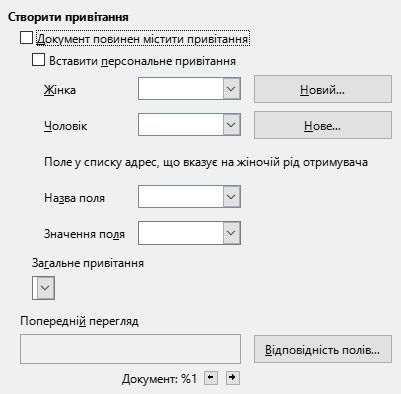 Створити привітання
Документ повинен містити привітання
Вставити персональне привітання
Жінка
Новий...
Чоловік
Нове...
Поле у списку адрес, що вказує на жіночій рід отримувача
Назва поля
Значення поля
Загальне привітання
Попередній перегляд
Відповідність полів...
Документ: %1